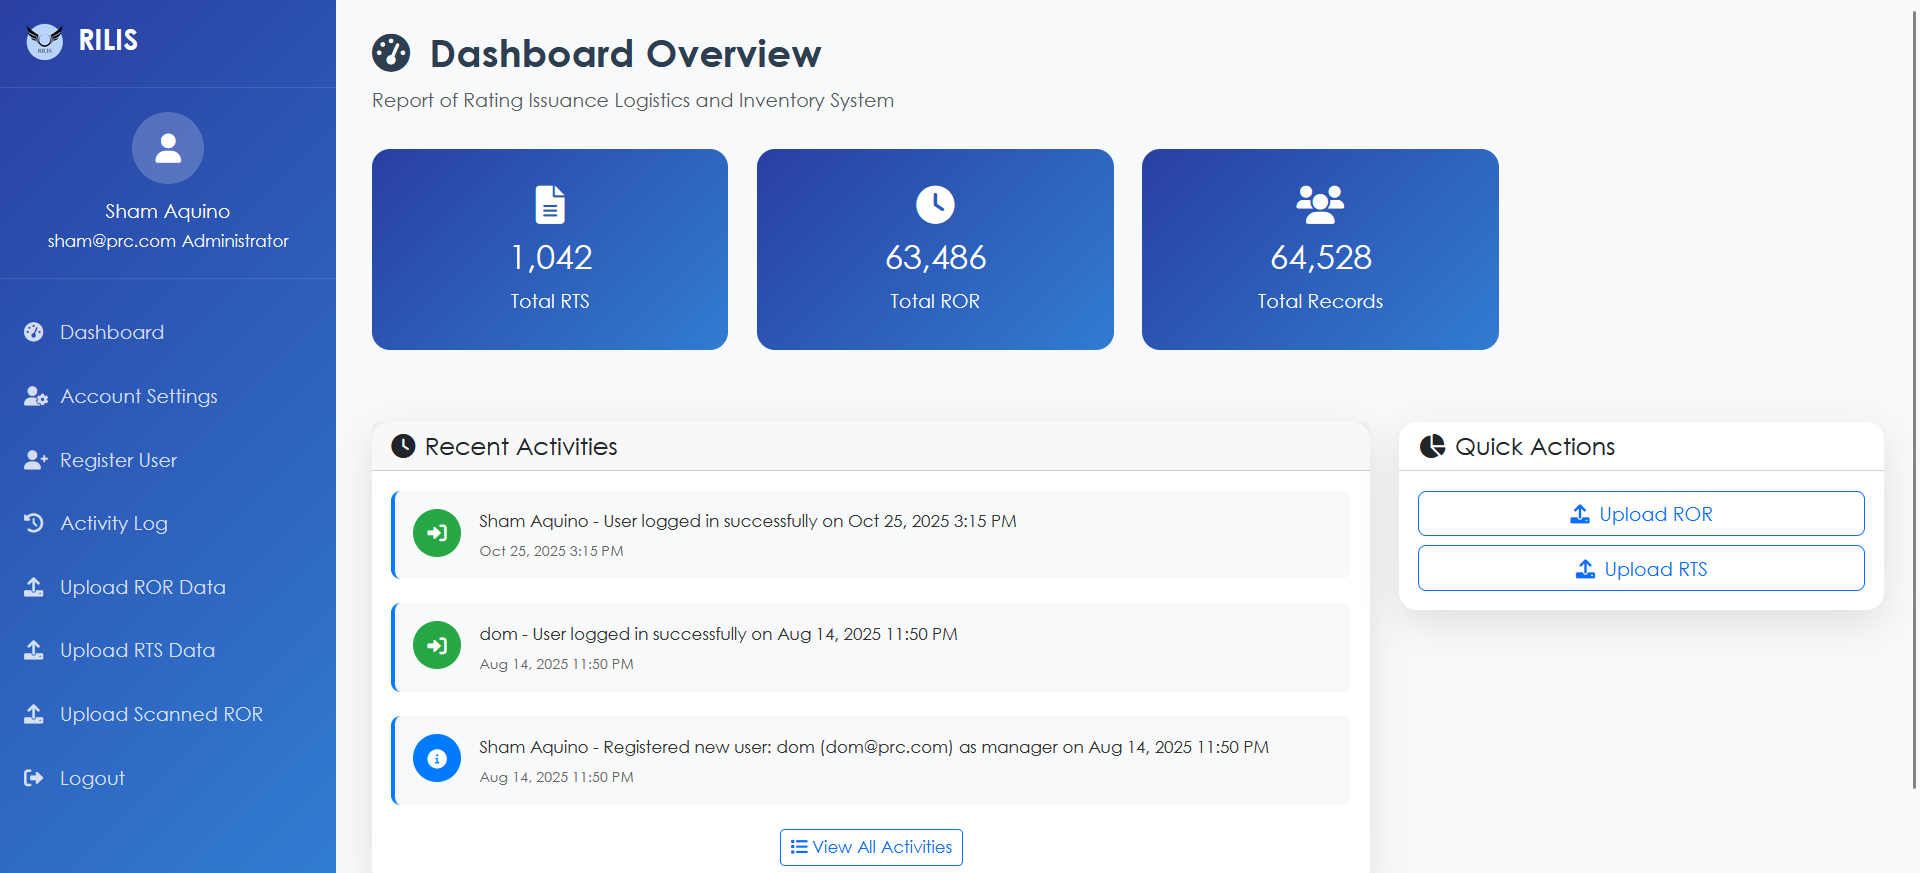 RILIS
RILIS
Sham Aquino
sham@prc.com Administrator
Dashboard
Account Settings
Register User
Activity Log
Upload ROR Data
Upload RTS Data
Upload Scanned ROR
Logout
Dashboard Overview
Report of Rating Issuance Logistics and Inventory System
1,042
Total RTS
63,486
Total ROR
64,528
Total Records
Recent Activities
Sham Aquino - User logged in successfully on Oct 25, 2025 3:15 PM
Oct 25, 2025 3:15 PM
dom - User logged in successfully on Aug 14, 2025 11:50 PM
Aug 14, 2025 11:50 PM
Sham Aquino - Registered new user: dom (dom@prc.com) as manager on Aug 14, 2025 11:50 PM
Aug 14, 2025 11:50 PM
View All Activities
Quick Actions
Upload ROR
Upload RTS